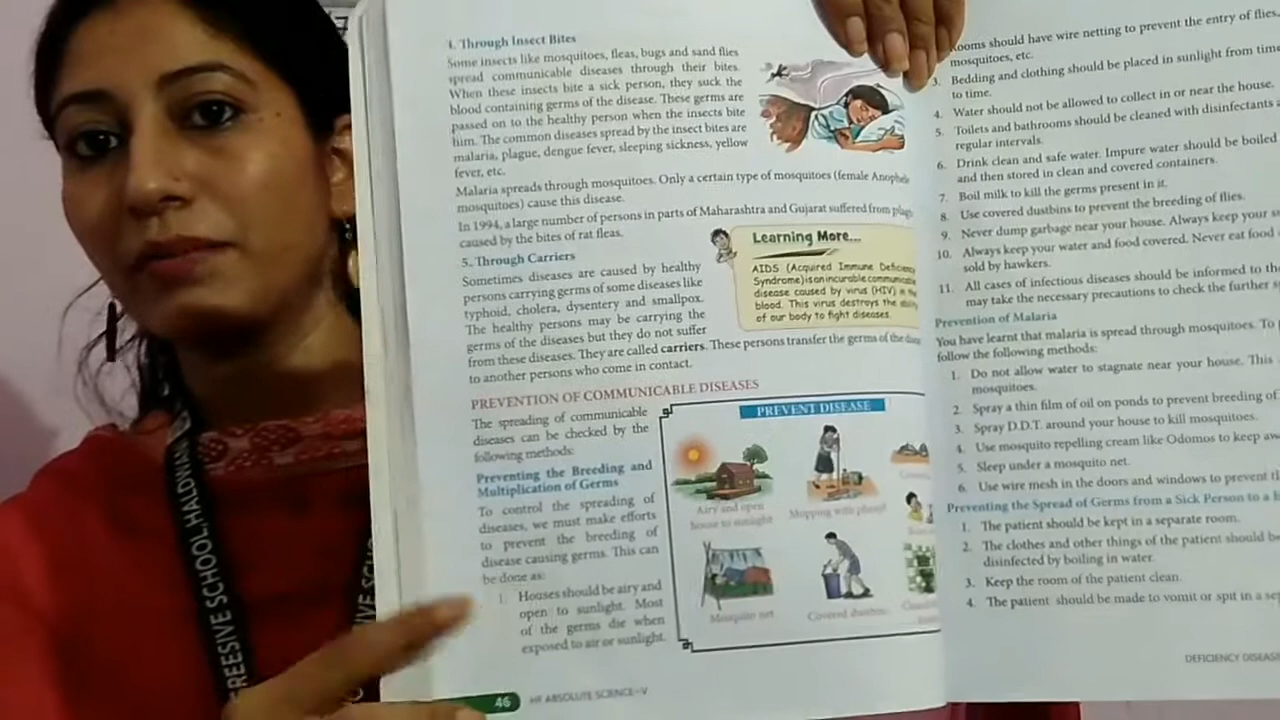 4. Through Insect Bites
Some insects like mosquitoes, fleas, bugs and sand flies
spread communicable diseases through their bites.
When these insects bite a sick person, they suck the
blood containing germs of the disease. These germs are
passed on to the healthy person when the insects bite
him. The common diseases spread by the insect bites are
malaria, plague, dengue fever, sleeping sickness, yellow
fever, etc.
Malaria spreads through mosquitoes. Only a certain type of mosquitoes (female
mosquitoes) cause this disease.
In 1994, a large number of persons in parts of Maharashtra and Gujarat suffered from
caused by the bites of rat fleas.
5. Through Carriers
Sometimes diseases are caused by healthy
persons carrying germs of some diseases like
typhoid, cholera, dysentery and smallpox.
The healthy persons may be carrying the
germs of the diseases but they do not suffer
from these diseases. They are called carriers. These persons transfer the germs of the
to another persons who come in contact.
Learning More...
AIDS (Acquired Immune
Syndrome) is an incurable
disease caused by virus (HIV) in
blood. This virus destroys the
of our body to fight diseases.
PREVENTION OF COMMUNICABLE DISEASES
The spreading of communicable
diseases can be checked by the
following methods:
Preventing the Breeding and
Multiplication of Germs
To control the spreading of
diseases, we must make efforts
to prevent the breeding of
disease causing germs. This can
be done as:
1. Houses should be airy and
open to sunlight. Most
of the germs die when
exposed to air or sunlight.
PREVENT DISEASE
Airy and open
house to sunlight
Mopping with phenyl
Mosquito net
Covered dustbins
46
HF ABSOLUTE SCIENCE-V
Rooms should have wire netting to prevent the entry of flies,
mosquitoes, etc.
3. Bedding and clothing should be placed in sunlight from time
to time.
4. Water should not be allowed to collect in or near the house.
5. Toilets and bathrooms should be cleaned with disinfectants
regular intervals.
6. Drink clean and safe water. Impure water should be boiled
and then stored in clean and covered containers.
7. Boil milk to kill the germs present in it.
8. Use covered dustbins to prevent the breeding of flies.
9. Never dump garbage near your house. Always keep your
10. Always keep your water and food covered. Never eat food
sold by hawkers.
11. All cases of infectious diseases should be informed to the
may take the necessary precautions to check the further
Prevention of Malaria
You have learnt that malaria is spread through mosquitoes. To
follow the following methods:
1. Do not allow water to stagnate near your house. This
mosquitoes.
2. Spray a thin film of oil on ponds to prevent breeding of
3. Spray D.D.T. around your house to kill mosquitoes.
4. Use mosquito repelling cream like Odomos to keep
5. Sleep under a mosquito net.
6. Use wire mesh in the doors and windows to prevent
Preventing the Spread of Germs from a Sick Person to a
1. The patient should be kept in a separate room.
2. The clothes and other things of the patient should
disinfected by boiling in water.
3. Keep the room of the patient clean.
4. The patient should be made to vomit or spit in a
DEFICIENCY
REESIVE SCHOOL, HALDWANI